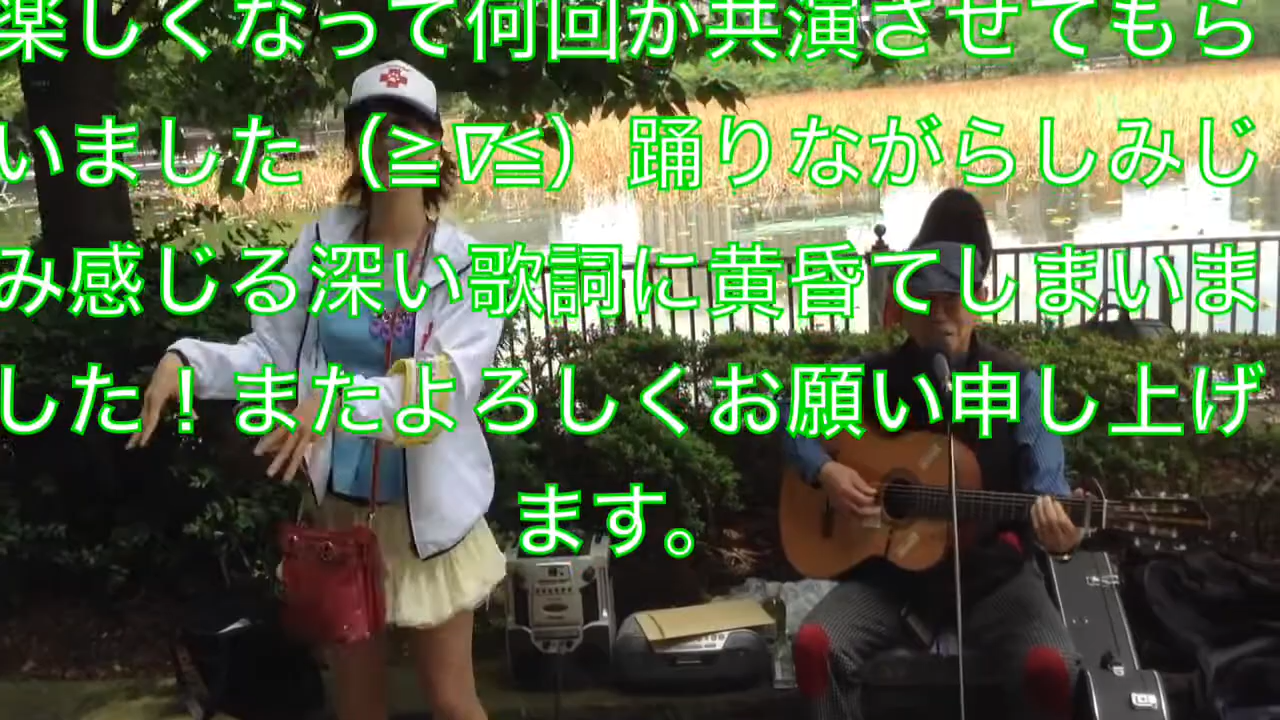 楽しくなって何回か共演させてもら
いました（≧∇≦）踊りながらしみじ
み感じる深い歌詞に黄昏てしまいま
した！またよろしくお願い申し上げ
ます。